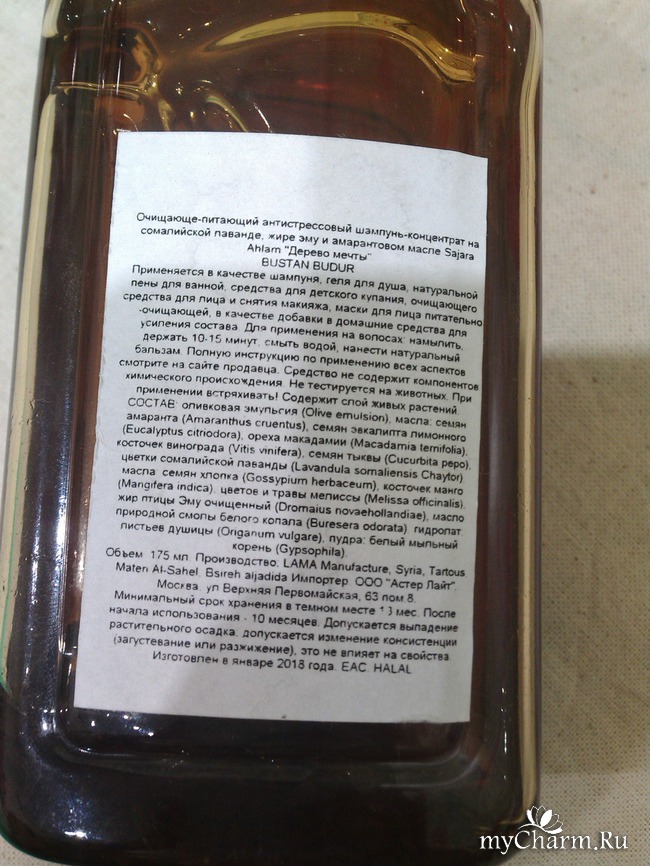 Очищающе-питающий антистрессовый шампунь-концентрат на
сомалийской лаванде, жире эму и амарантовом масле Sajara
Ahlam "Дерево мечты"
BUSTAN BUDUR
Применяется в качестве шампуня, геля для душа, натуральной
пены для ванной, средства для детского купания, очищающего
средства для лица и снятия макияжа, маски для лица питательно
-очищающей, в качестве добавки в домашние средства для
усиления состава. Для применения на волосах: намылить,
держать 10-15 минут, смыть водой, нанести натуральный
бальзам. Полную инструкцию по применению всех аспектов
смотрите на сайте продавца. Средство не содержит компонентов
химического происхождения. Не тестируется на животных. При
применении встряхивать! Содержит слой живых растений.
СОСТАВ: оливковая эмульсия (Olive emulsion), масла: семян
амаранта (Amaranthus cruentus), семян эвкалипта лимонного
(Eucalyptus citriodora), ореха макадамии (Macadamia ternifolia),
косточек винограда (Vitis vinifera), семян тыквы (Cucurbita pepo),
цветки сомалийской лаванды (Lavandula somaliensis Chaytor)
масла: семян хлопка (Gossypium herbaceum), косточек манго
(Mangifera indica), цветов и травы мелиссы (Melissa officinalis),
жир птицы Эму очищенный (Dromaius novaehollandiae), масло
природной смолы белого копала (Buresera odorata), гидролат
листьев душицы (Origanum vulgare), пудра: белый мыльный
корень (Gypsophila).
Объем: 175 мл. Производство: LAMA Manufacture, Syria, Tartous
Materi Al-Sahel, Bsireh aljadida Импортер: ООО "Астер Лайт".
Москва, ул Верхняя Первомайская, 63 пом 8.
Минимальный срок хранения в темном месте мес. После
начала использования - 10 месяцев. Допускается выпадение
растительного осадка, допускается изменение консистенции
(загустевание или разжижение), это не влияет на свойства.
Изготовлен в январе 2018 года. EAC. HALAL
myCharm.Ru